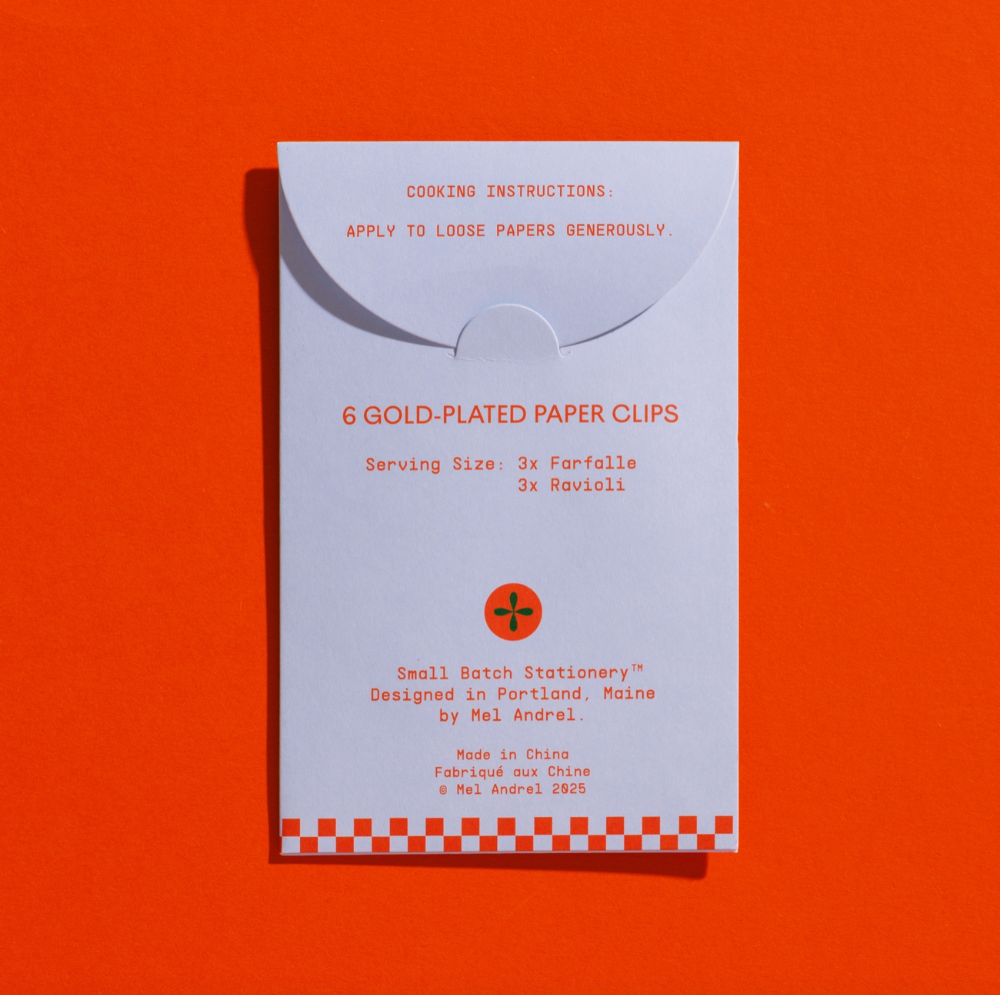 COOKING INSTRUCTIONS:
APPLY TO LOOSE PAPERS GENEROUSLY.
6 GOLD-PLATED PAPER CLIPS
Serving Size: 3x Farfalle
3x Ravioli
Small Batch Stationery™
Designed in Portland, Maine
by Mel Andrel.
Made in China
Fabriqué aux Chine
© Mel Andrel 2025